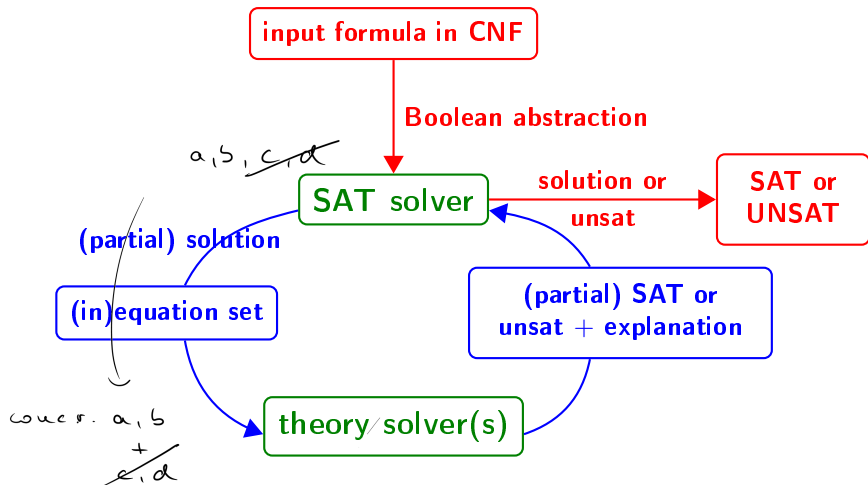 input formula in CNF
Boolean abstraction
a, b, c, d
SAT solver
solution or
unsat
SAT or
UNSAT
(partial) solution
(in)equation set
(partial) SAT or
unsat + explanation
theory solver(s)
a, b
+
c, d